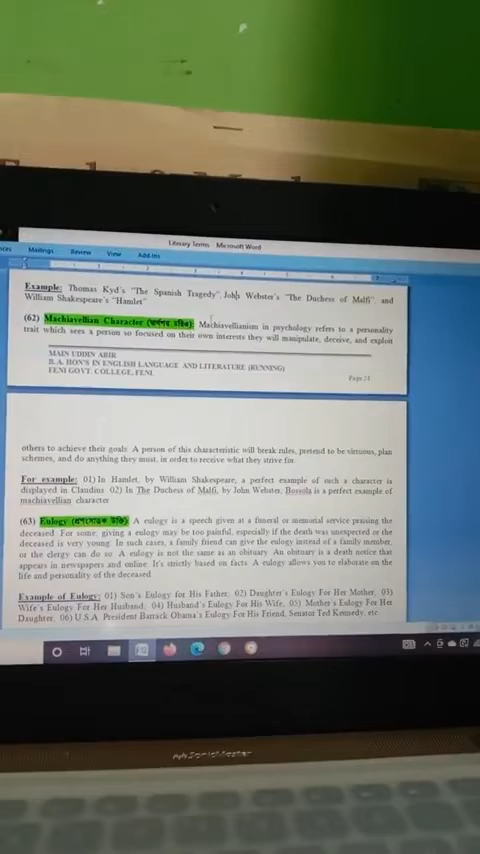 Literary Terms - Microsoft Word
Mailings Review View Add-Ins
Example: Thomas Kyd's "The Spanish Tragedy", John Webster's "The Duchess of Malfi", and
William Shakespeare's "Hamlet"
(62) Machiavellian Character (স্বার্থপর চরিত্র): Machiavellianism in psychology refers to a personality
trait which sees a person so focused on their own interests they will manipulate, deceive, and exploit
MAIN UDDIN ABIR
B. A. HON'S IN ENGLISH LANGUAGE AND LITERATURE (RUNNING)
FENI GOVT. COLLEGE, FENI.
Page 24
others to achieve their goals. A person of this characteristic will break rules, pretend to be virtuous, plan
schemes, and do anything they must, in order to receive what they strive for.
For example: 01) In Hamlet, by William Shakespeare, a perfect example of such a character is
displayed in Claudius. 02) In The Duchess of Malfi, by John Webster, Bossola is a perfect example of
machiavellian character
(63) Eulogy (প্রশংসাত্মক উক্তি) A eulogy is a speech given at a funeral or memorial service praising the
deceased. For some, giving a eulogy may be too painful, especially if the death was unexpected or the
deceased is very young. In such cases, a family friend can give the eulogy instead of a family member,
or the clergy can do so. A eulogy is not the same as an obituary. An obituary is a death notice that
appears in newspapers and online. It's strictly based on facts. A eulogy allows you to elaborate on the
life and personality of the deceased.
Example of Eulogy: 01) Son's Eulogy for His Father; 02) Daughter's Eulogy For Her Mother, 03)
Wife's Eulogy For Her Husband; 04) Husband's Eulogy For His Wife, 05) Mother's Eulogy For Her
Daughter, 06) U.S.A. President Barrack Obama's Eulogy For His Friend, Senator Ted Kennedy, etc.